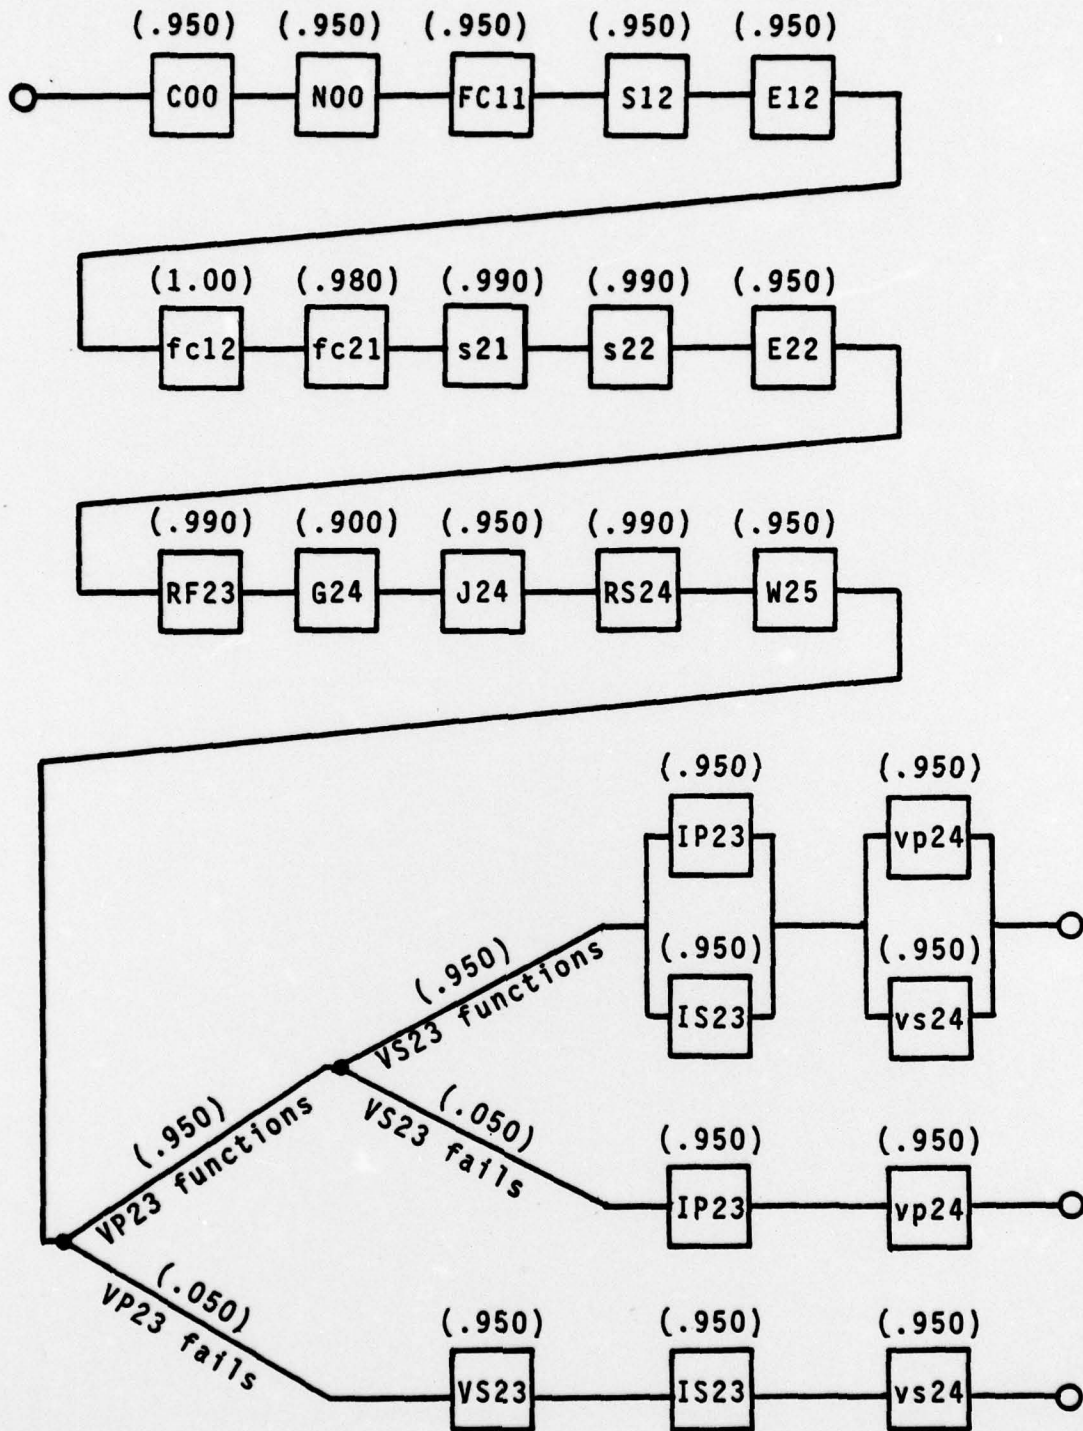 (.950) (.950) (.950) (.950) (.950)
C00 N00 FC11 S12 E12
(1.00) (.980) (.990) (.990) (.950)
fc12 fc21 s21 s22 E22
(.990) (.900) (.950) (.990) (.950)
RF23 G24 J24 RS24 W25
(.950) (.950)
IP23 vp24
(.950) (.950)
IS23 vs24
(.950)
VS23 functions
(.050)
VS23 fails
(.950)
VP23 functions
(.950) (.950)
IP23 vp24
(.050)
VP23 fails
(.950) (.950) (.950)
VS23 IS23 vs24